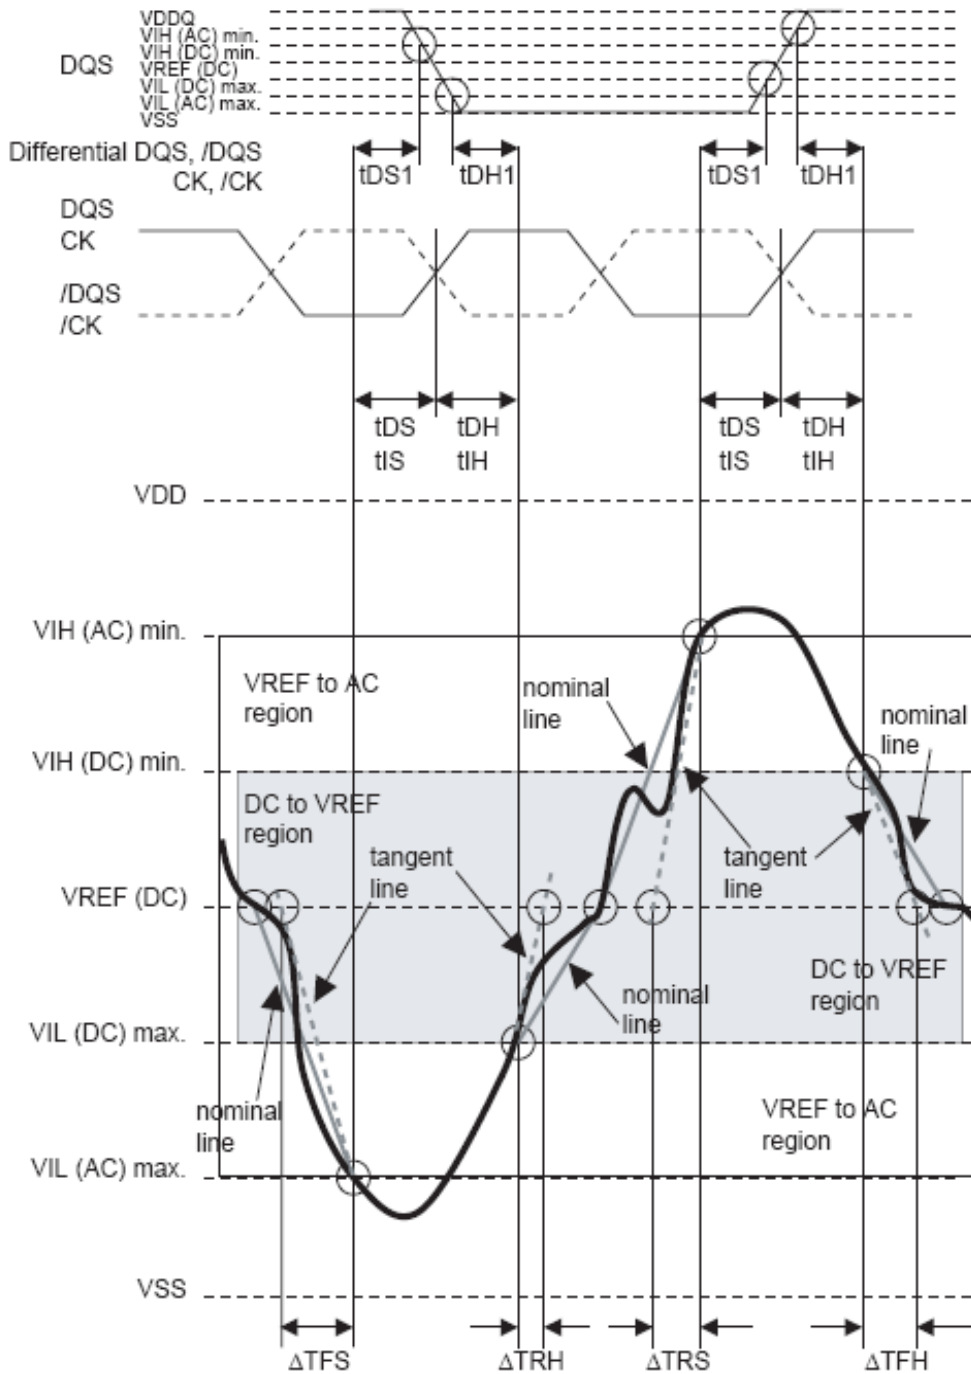 VDDQ
VIH (AC) min.
VIH (DC) min.
VREF (DC)
VIL (DC) max.
VIL (AC) max.
VSS
DQS
Differential DQS, /DQS
CK, /CK
tDS1
tDH1
tDS1
tDH1
DQS
CK
/DQS
/CK
tDS
tIS
tDH
tIH
tDS
tIS
tDH
tIH
VDD
VIH (AC) min.
VREF to AC
region
nominal
line
nominal
line
VIH (DC) min.
DC to VREF
region
tangent
line
tangent
line
VREF (DC)
DC to VREF
region
nominal
line
VIL (DC) max.
nominal
line
VREF to AC
region
VIL (AC) max.
VSS
ΔTFS
ΔTRH
ΔTRS
ΔTFH